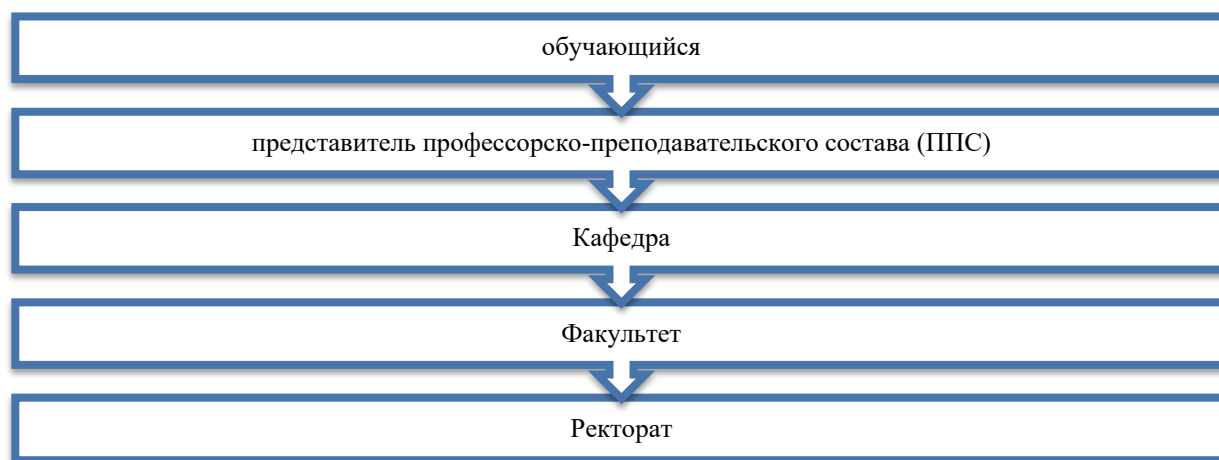 обучающийся
представитель профессорско-преподавательского состава (ППС)
Кафедра
Факультет
Ректорат